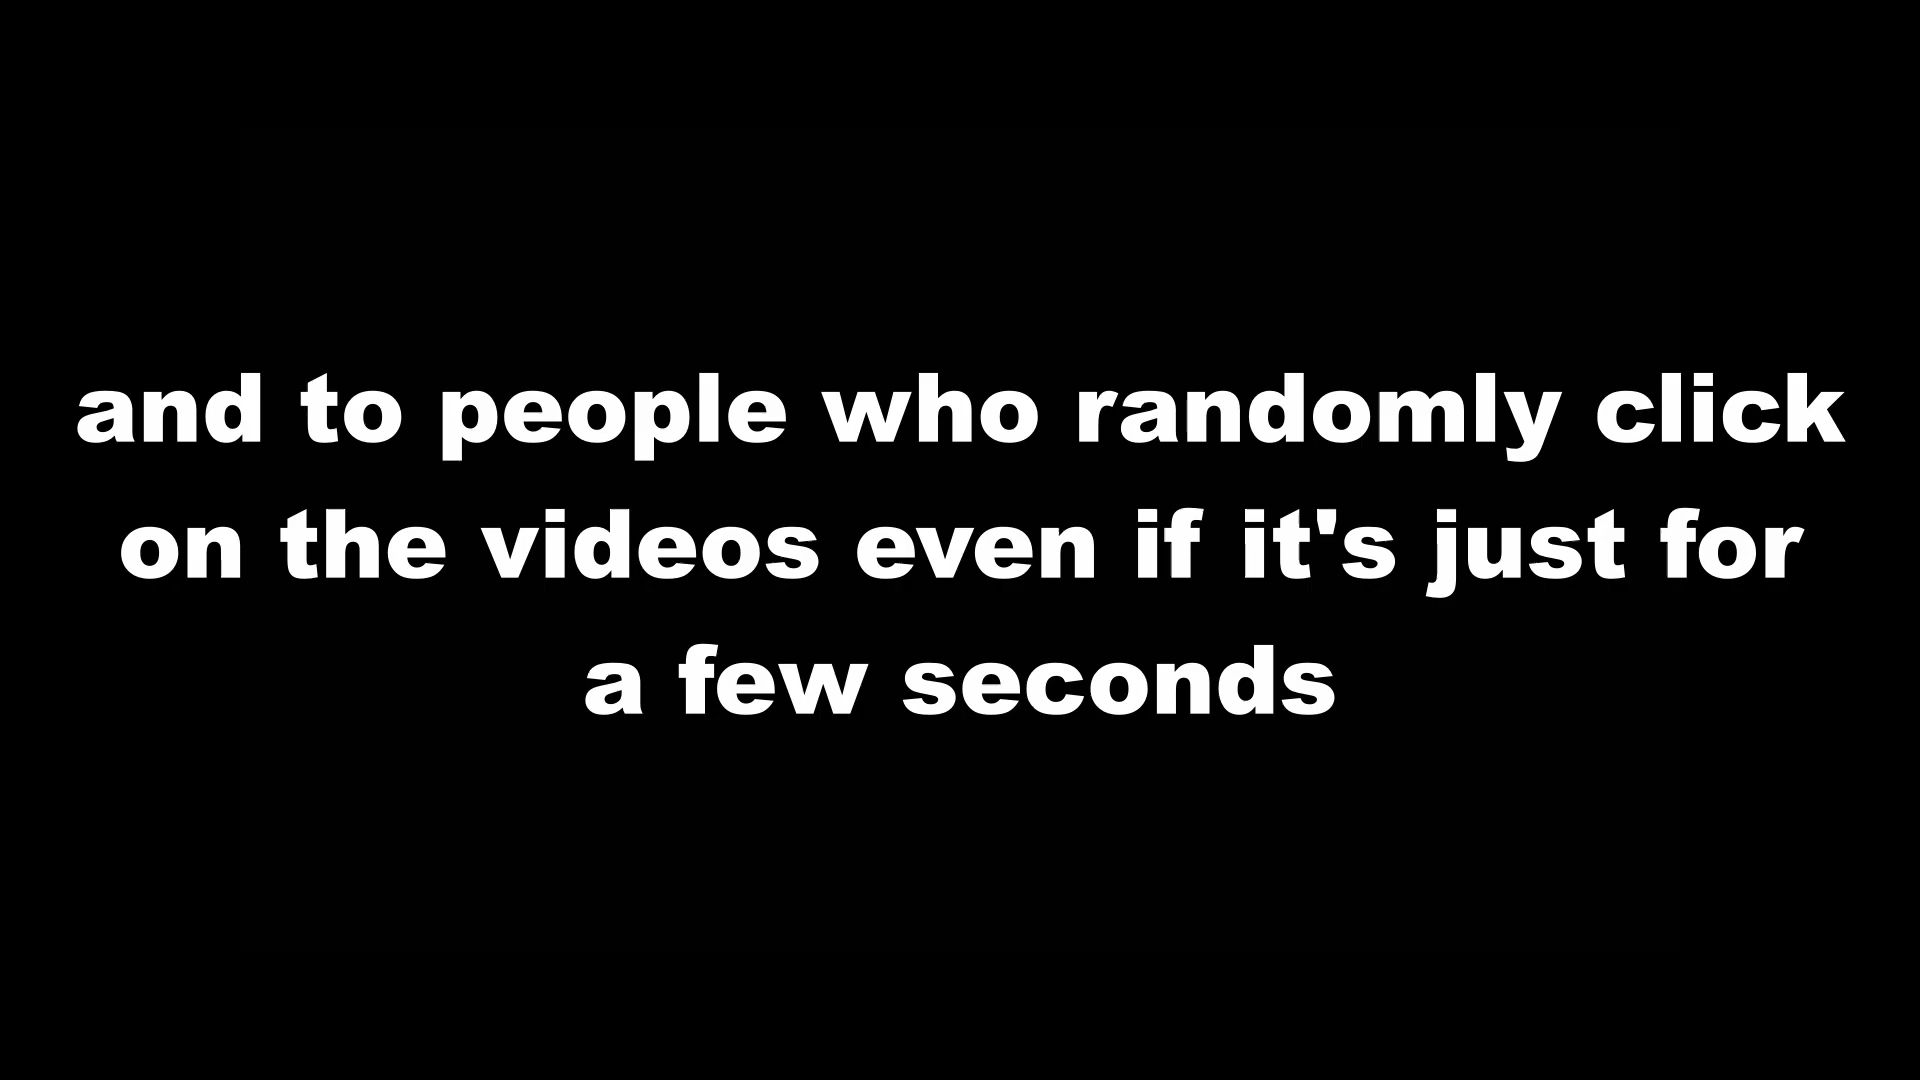 and to people who randomly click
on the videos even if it's just for
a few seconds